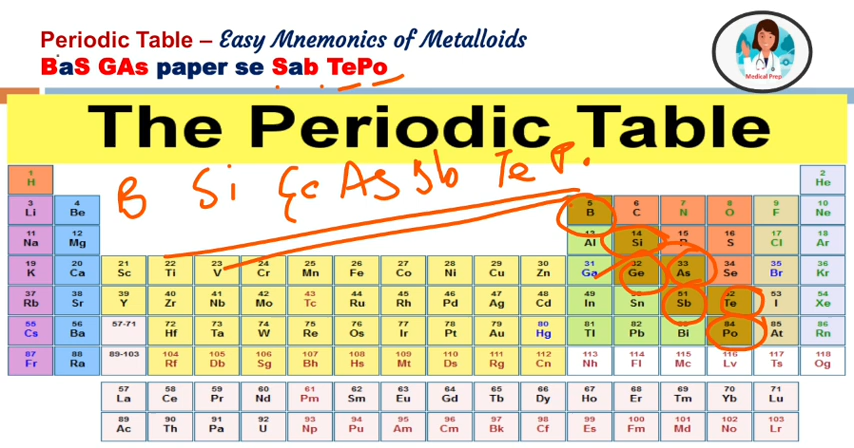 Periodic Table – Easy Mnemonics of Metalloids
BaS GAs paper se Sab TePo
Medical Prep
The Periodic Table
B Si Ge As Sb Te P.
1 2
H He
3 4 5 6 7 8 9 10
Li Be B C N O F Ne
11 12 13 14 15 16 17 18
Na Mg Al Si P S Cl Ar
19 20 21 22 23 24 25 26 27 28 29 30 31 32 33 34 35 36
K Ca Sc Ti V Cr Mn Fe Co Ni Cu Zn Ga Ge As Se Br Kr
37 38 39 40 41 42 43 44 45 46 47 48 49 50 51 52 53 54
Rb Sr Y Zr Nb Mo Tc Ru Rh Pd Ag Cd In Sn Sb Te I Xe
55 56 57-71 72 73 74 75 76 77 78 79 80 81 82 83 84 85 86
Cs Ba Hf Ta W Re Os Ir Pt Au Hg Tl Pb Bi Po At Rn
87 88 89-103 104 105 106 107 108 109 110 111 112 113 114 115 116 117 118
Fr Ra Rf Db Sg Bh Hs Mt Ds Rg Cn Nh Fl Mc Lv Ts Og
57 58 59 60 61 62 63 64 65 66 67 68 69 70 71
La Ce Pr Nd Pm Sm Eu Gd Tb Dy Ho Er Tm Yb Lu
89 90 91 92 93 94 95 96 97 98 99 100 101 102 103
Ac Th Pa U Np Pu Am Cm Bk Cf Es Fm Md No Lr